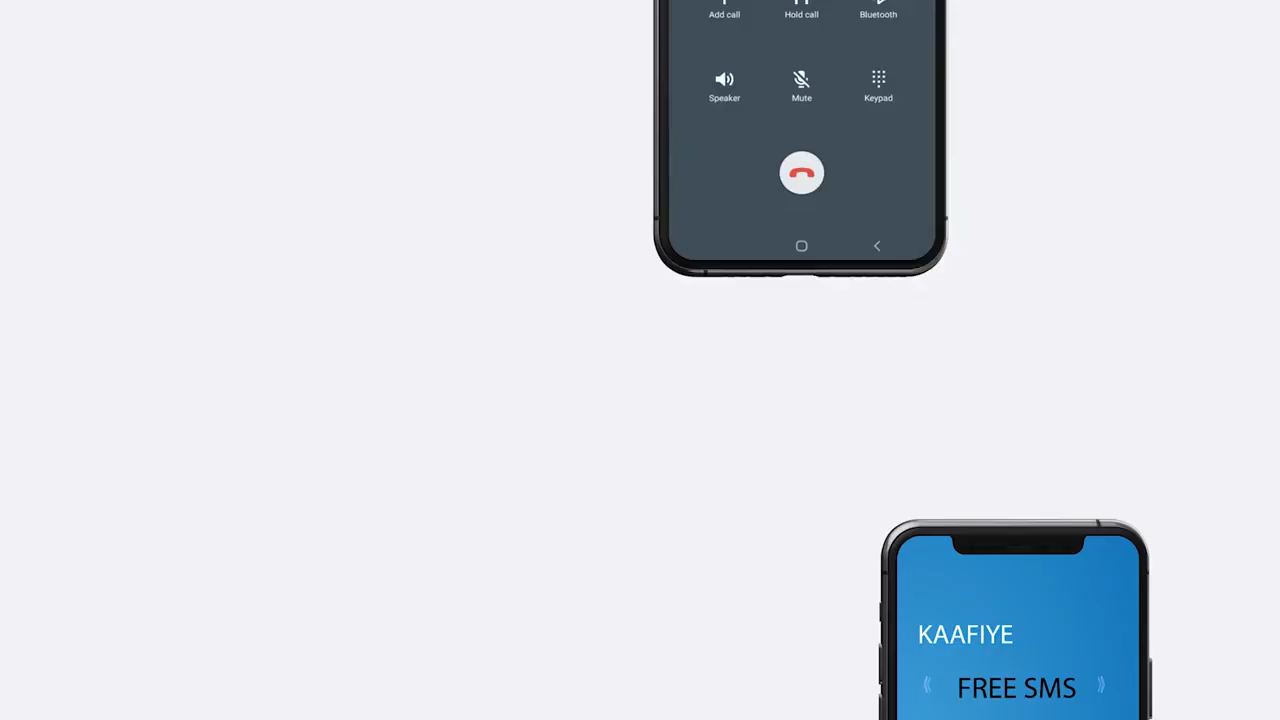 Add call
Hold call
Bluetooth
Speaker
Mute
Keypad
KAAFIYE
FREE SMS